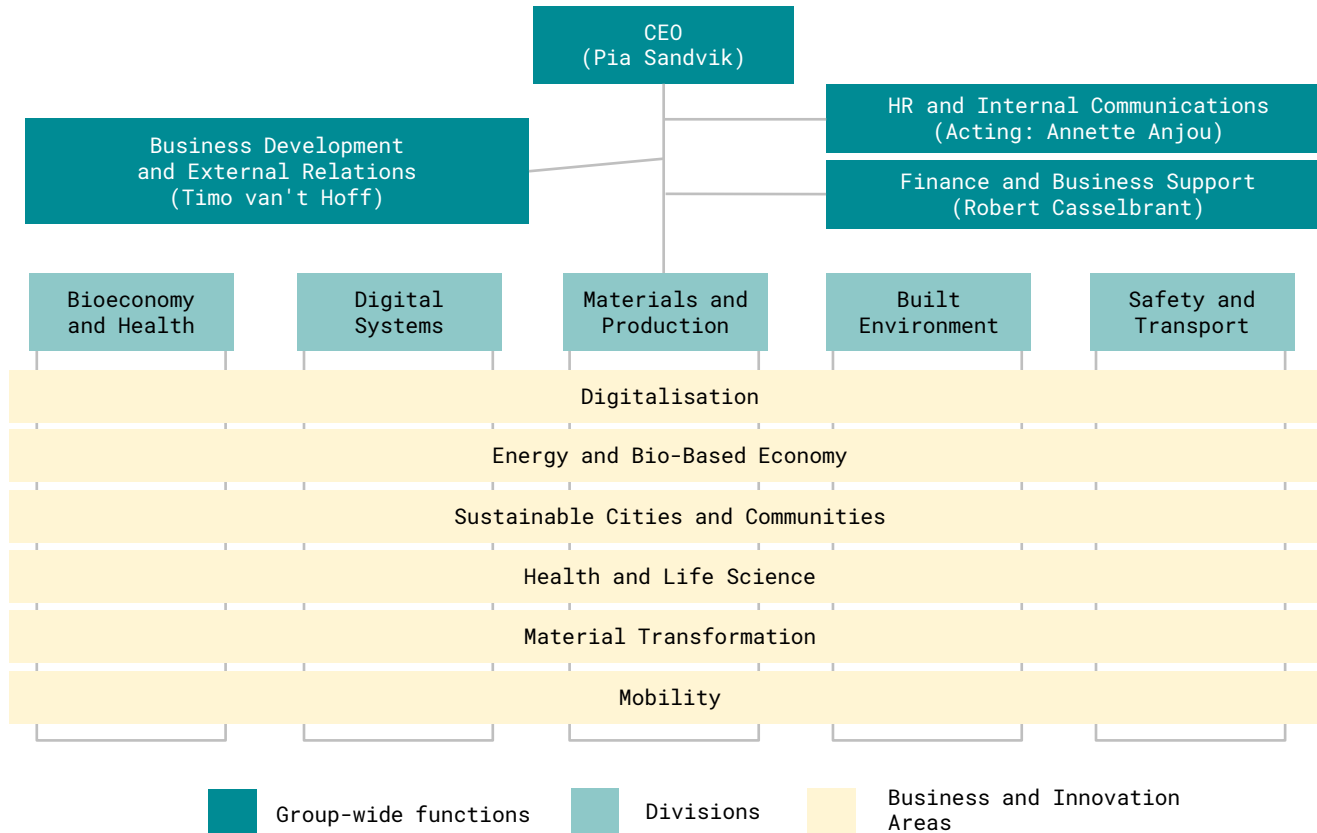 CEO
(Pia Sandvik)
HR and Internal Communications
(Acting: Annette Anjou)
Business Development
and External Relations
(Timo van't Hoff)
Finance and Business Support
(Robert Casselbrant)
Bioeconomy
and Health
Digital
Systems
Materials and
Production
Built
Environment
Safety and
Transport
Digitalisation
Energy and Bio-Based Economy
Sustainable Cities and Communities
Health and Life Science
Material Transformation
Mobility
Group-wide functions
Divisions
Business and Innovation
Areas